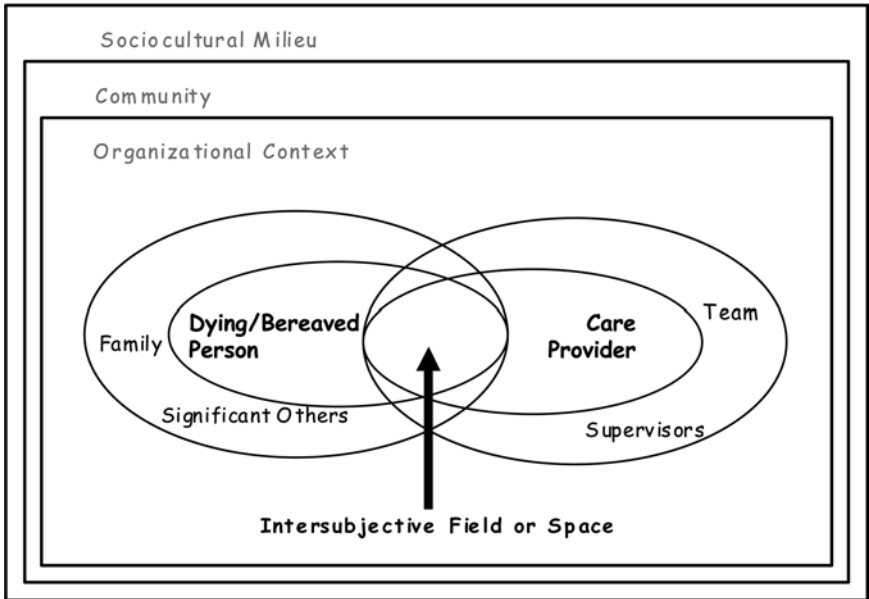 Sociocultural Milieu
Community
Organizational Context
Dying/Bereaved
Person
Family
Significant Others
Care
Provider
Team
Supervisors
Intersubjective Field or Space